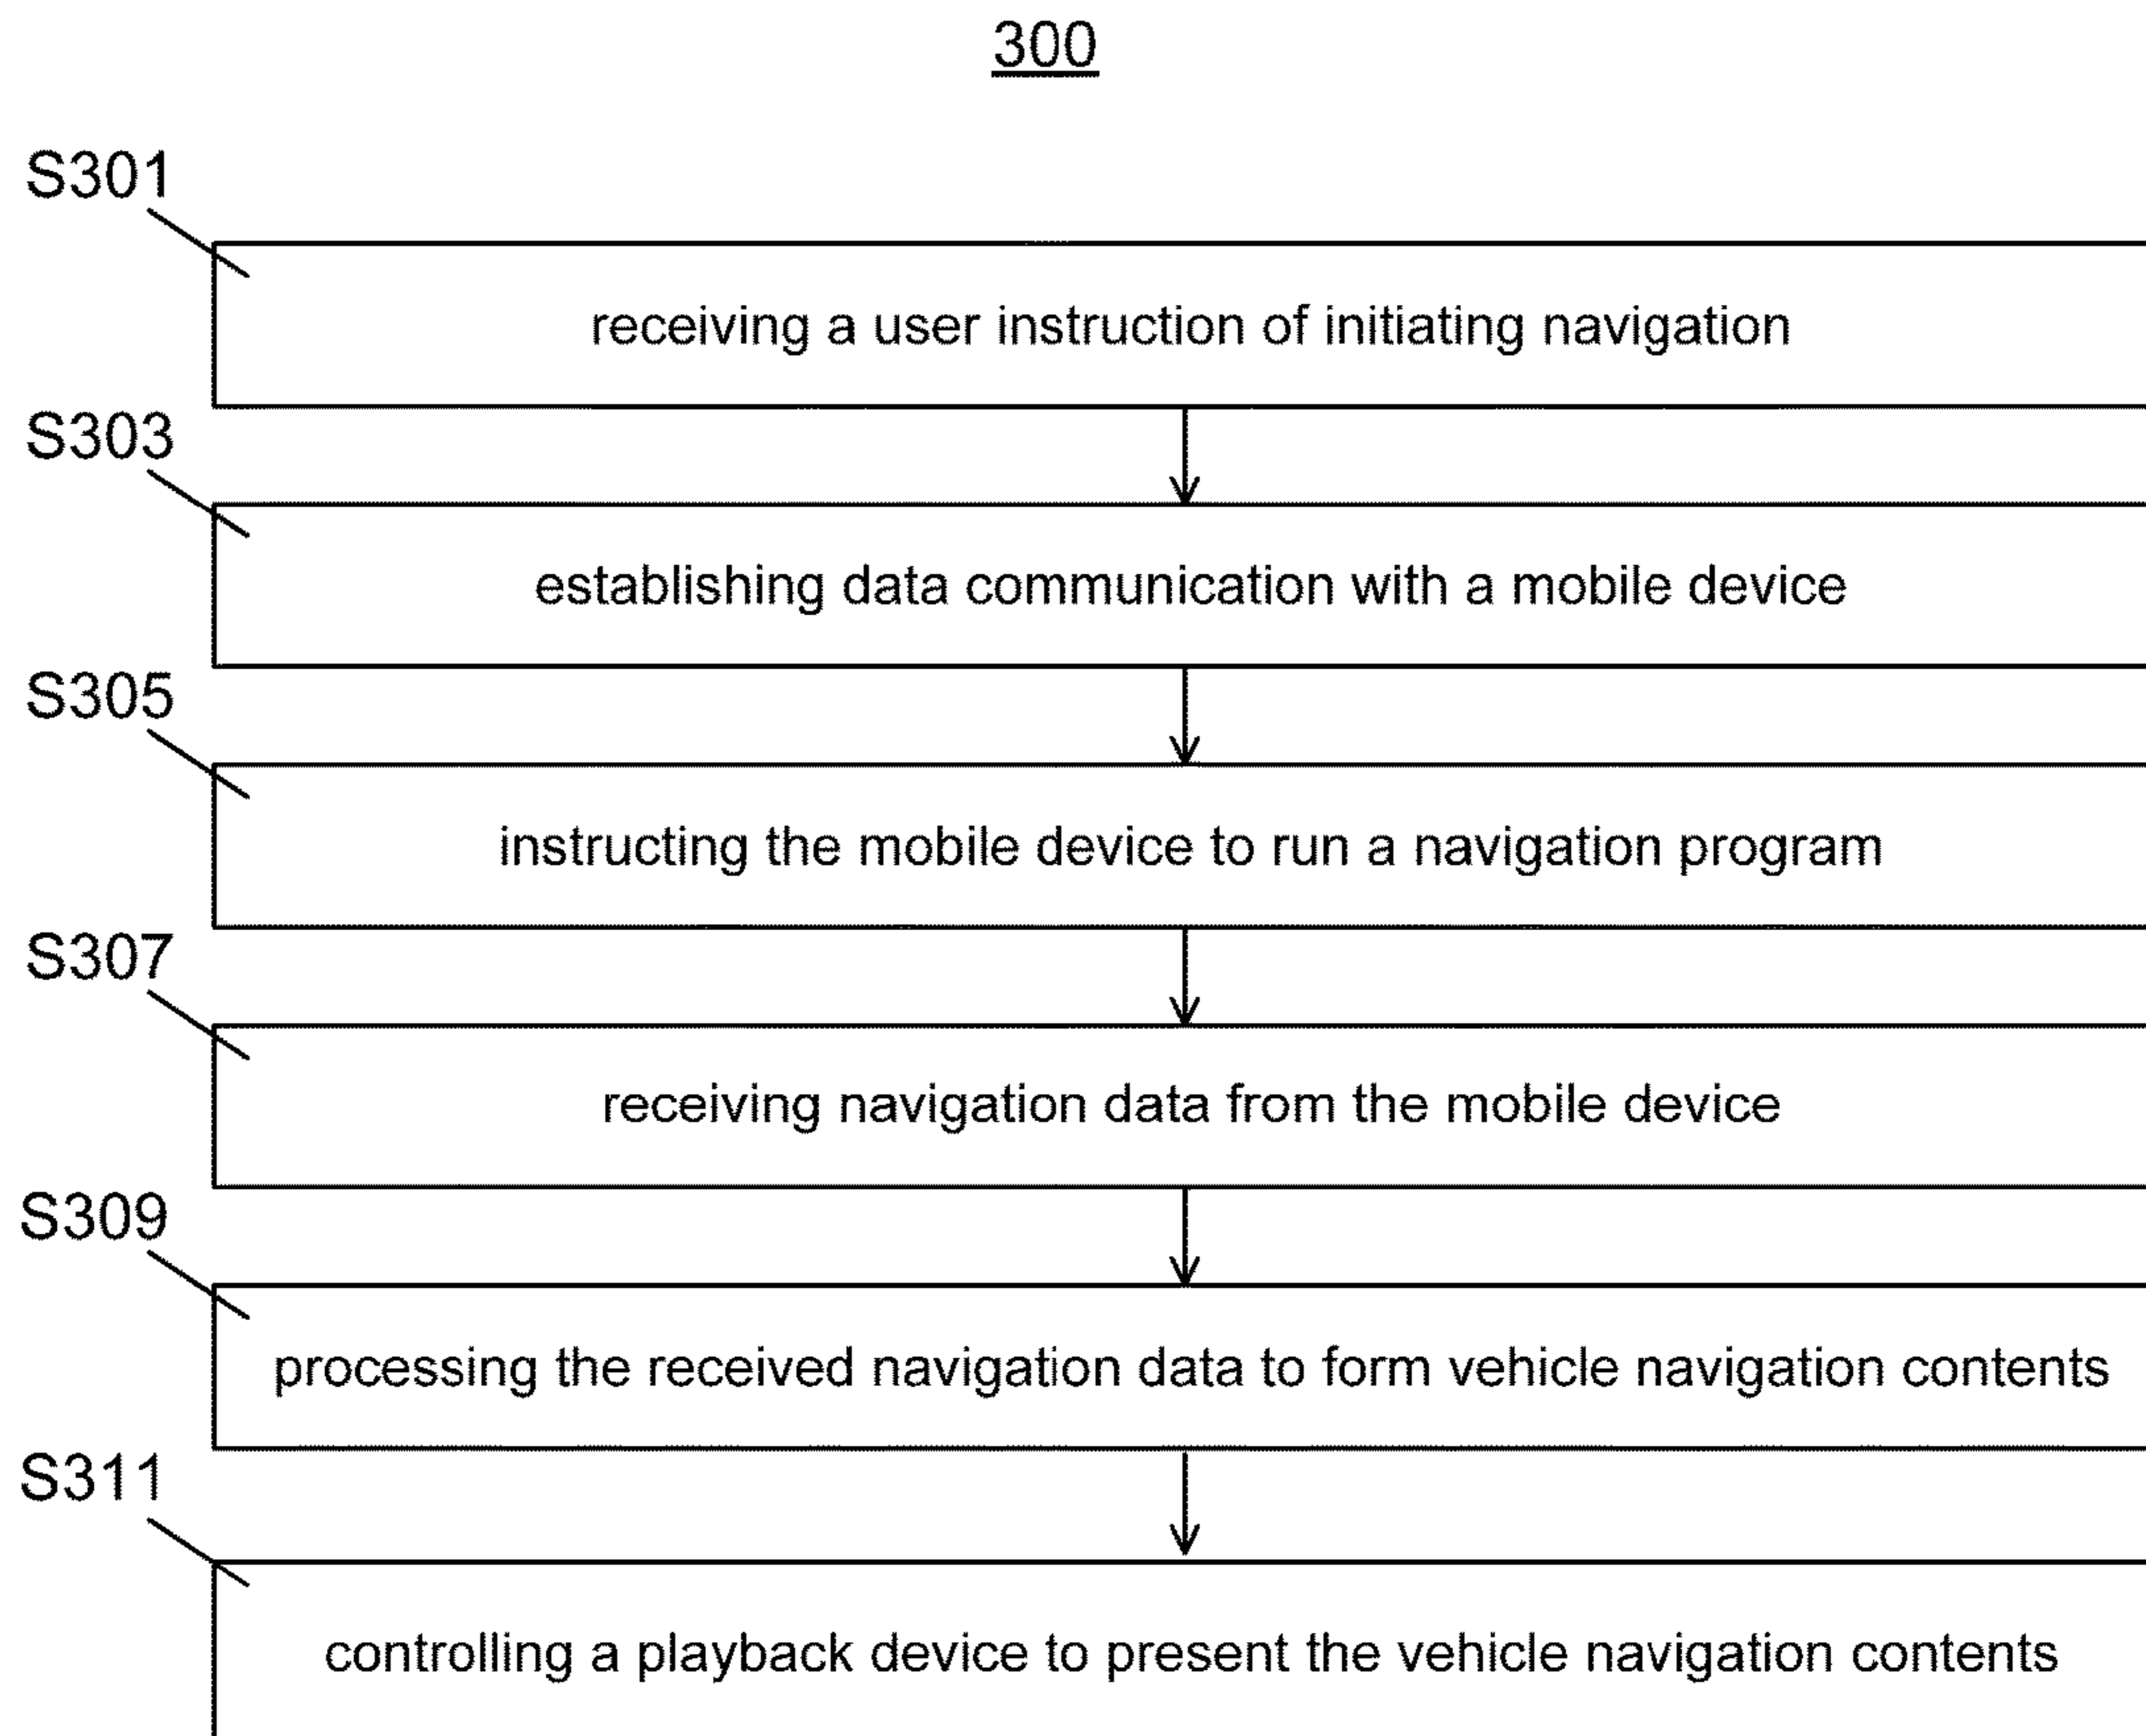 300
S301
receiving a user instruction of initiating navigation
S303
establishing data communication with a mobile device
S305
instructing the mobile device to run a navigation program
S307
receiving navigation data from the mobile device
S309
processing the received navigation data to form vehicle navigation contents
S311
controlling a playback device to present the vehicle navigation contents